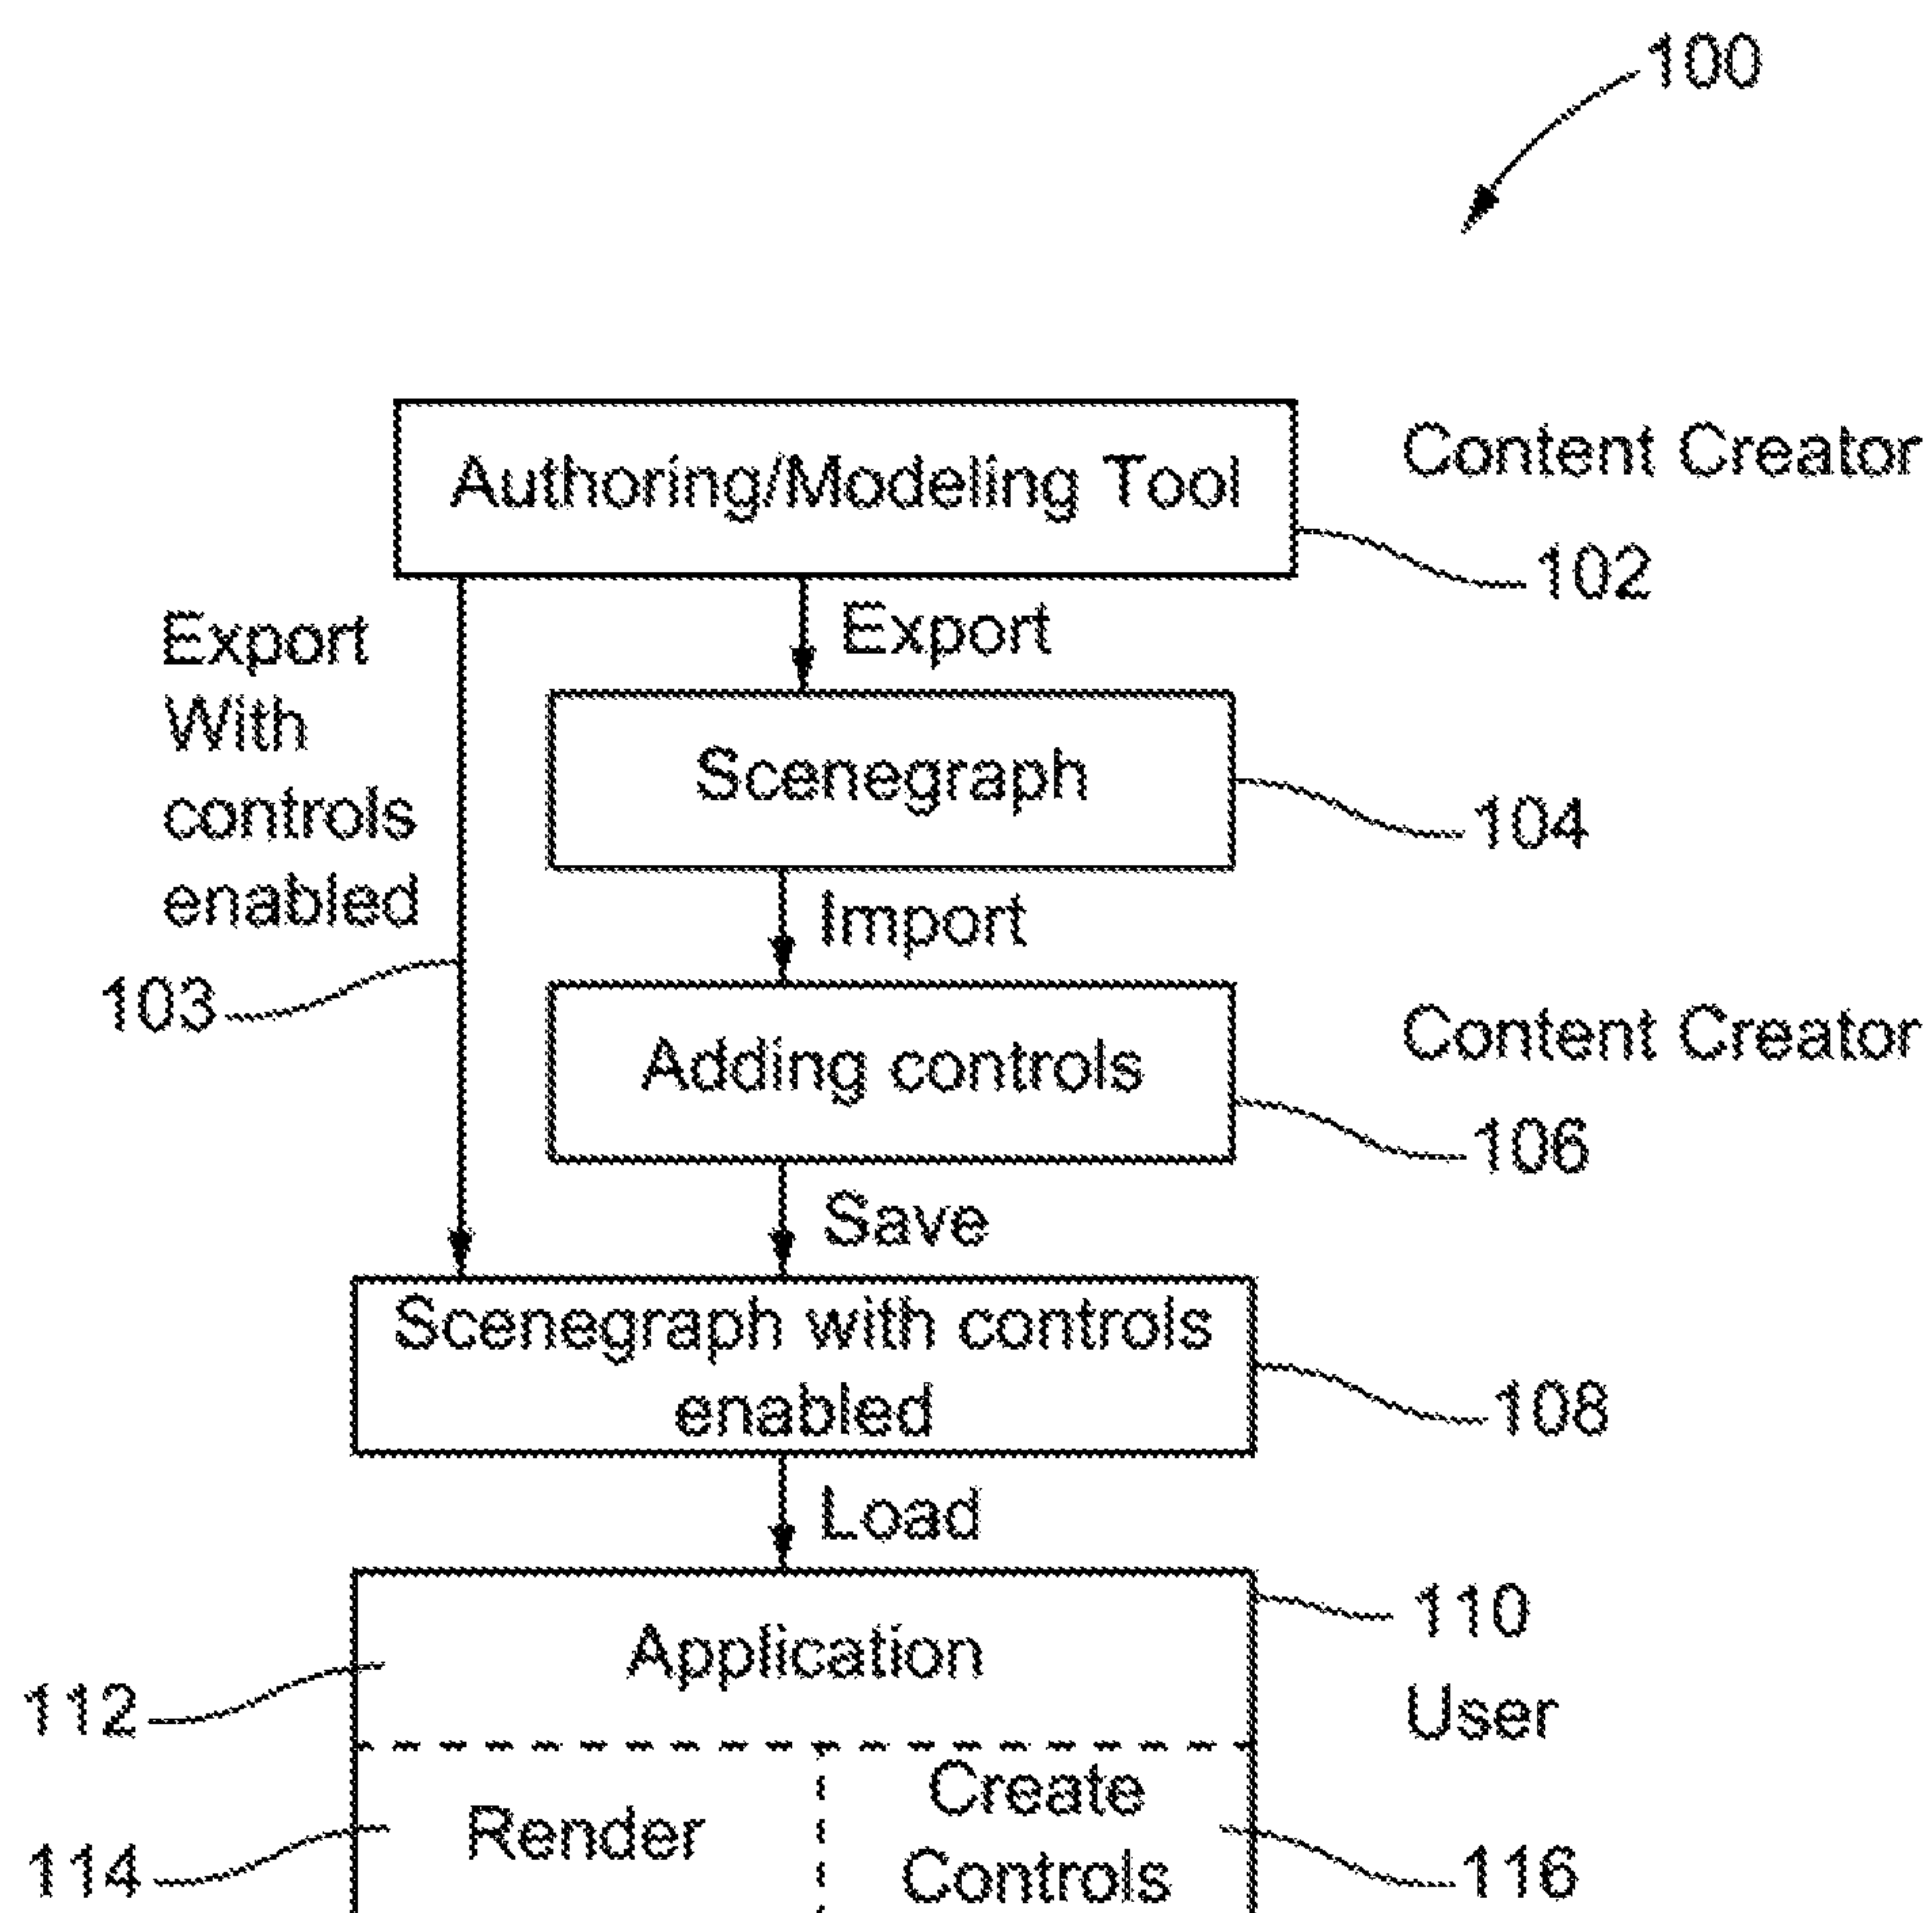 100
Authoring/Modeling Tool
Content Creator
102
Export
With
controls
enabled
Export
Scenegraph
104
Import
103
Adding controls
Content Creator
106
Save
Scenegraph with controls
enabled
108
Load
Application
110
User
112
Render
Create
Controls
114
116